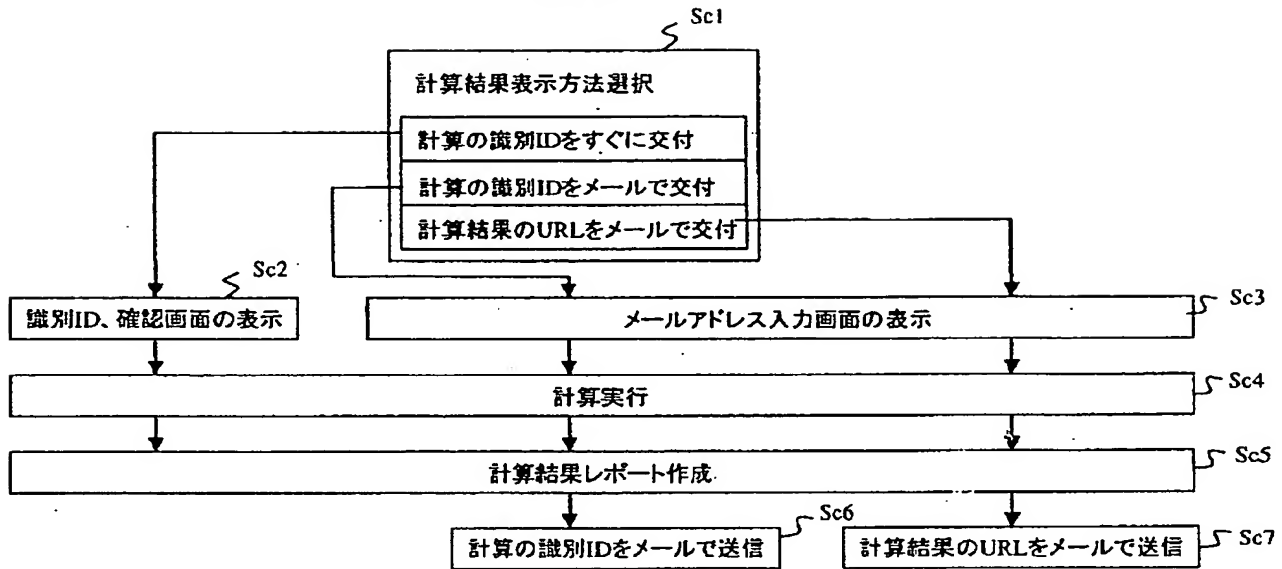 Sc1
計算結果表示方法選択
計算の識別IDをすぐに交付
計算の識別IDをメールで交付
計算結果のURLをメールで交付
Sc2
識別ID、確認画面の表示
Sc3
メールアドレス入力画面の表示
Sc4
計算実行
Sc5
計算結果レポート作成
Sc6
計算の識別IDをメールで送信
計算結果のURLをメールで送信
Sc7